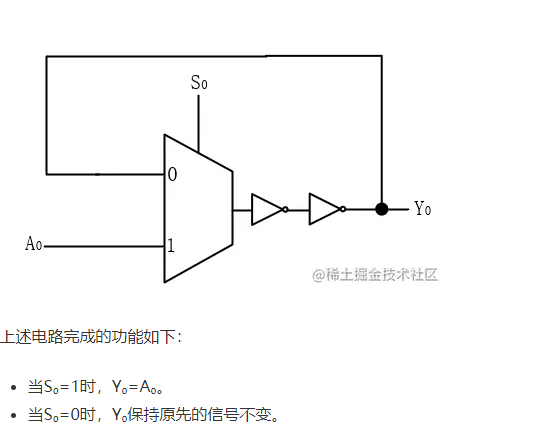 S₀
0
A₀
1
Y₀
@稀土掘金技术社区
上述电路完成的功能如下：
• 当S₀=1时，Y₀=A₀。
• 当S₀=0时，Y₀保持原先的信号不变。